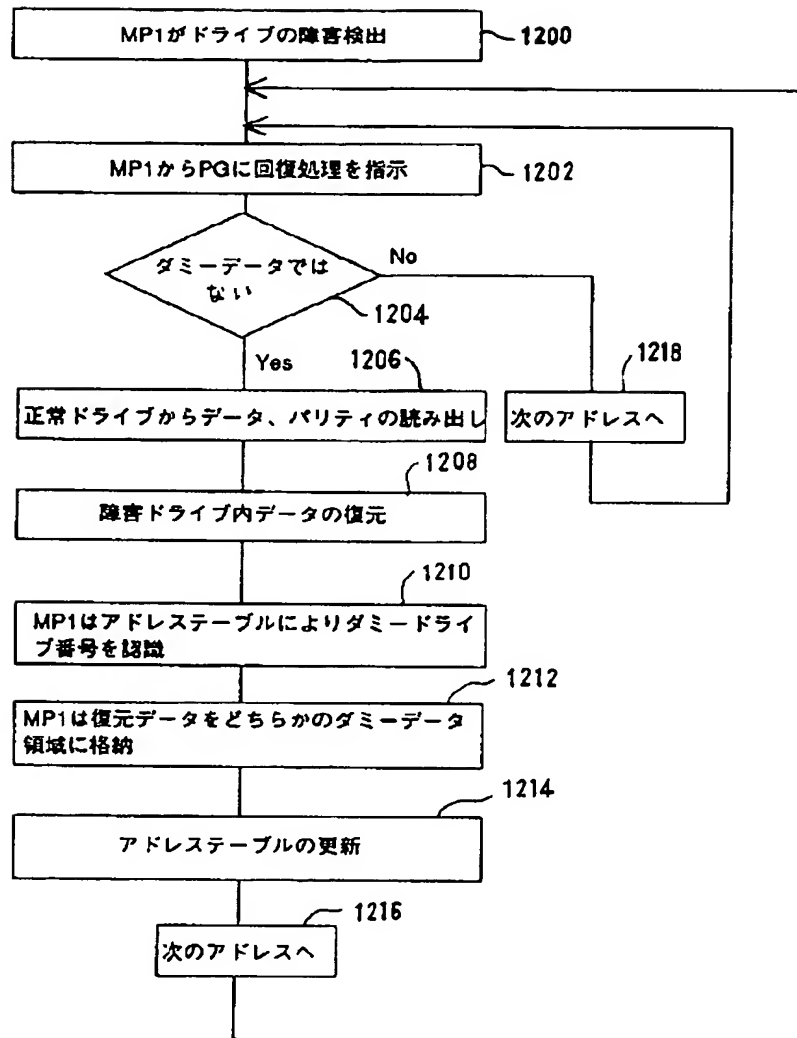 MP1がドライブの障害検出
1200
MP1からPGに回復処理を指示
1202
ダミーデータでは
ない
No
1204
Yes
1206
1218
正常ドライブからデータ、パリティの読み出し
次のアドレスへ
1208
障害ドライブ内データの復元
1210
MP1はアドレステーブルによりダミードライ
ブ番号を認識
1212
MP1は復元データをどちらかのダミーデータ
領域に格納
1214
アドレステーブルの更新
1216
次のアドレスへ